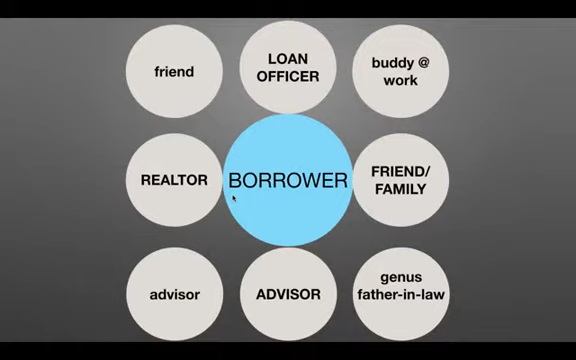 friend
LOAN
OFFICER
buddy @
work
REALTOR
BORROWER
FRIEND/
FAMILY
advisor
ADVISOR
genus
father-in-law